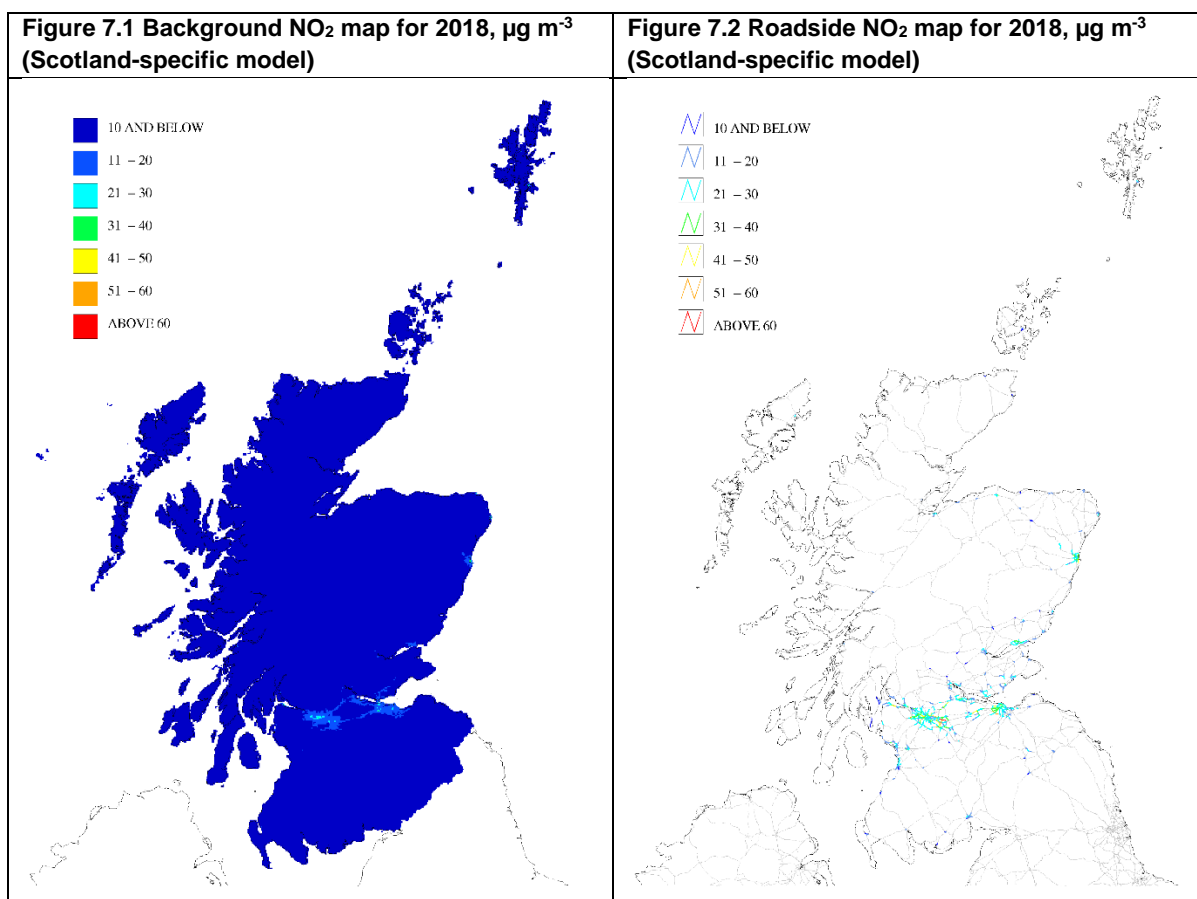 Figure 7.1 Background NO₂ map for 2018, µg m⁻³
(Scotland-specific model)
10 AND BELOW
11 – 20
21 – 30
31 – 40
41 – 50
51 – 60
ABOVE 60
Figure 7.2 Roadside NO₂ map for 2018, µg m⁻³
(Scotland-specific model)
10 AND BELOW
11 – 20
21 – 30
31 – 40
41 – 50
51 – 60
ABOVE 60